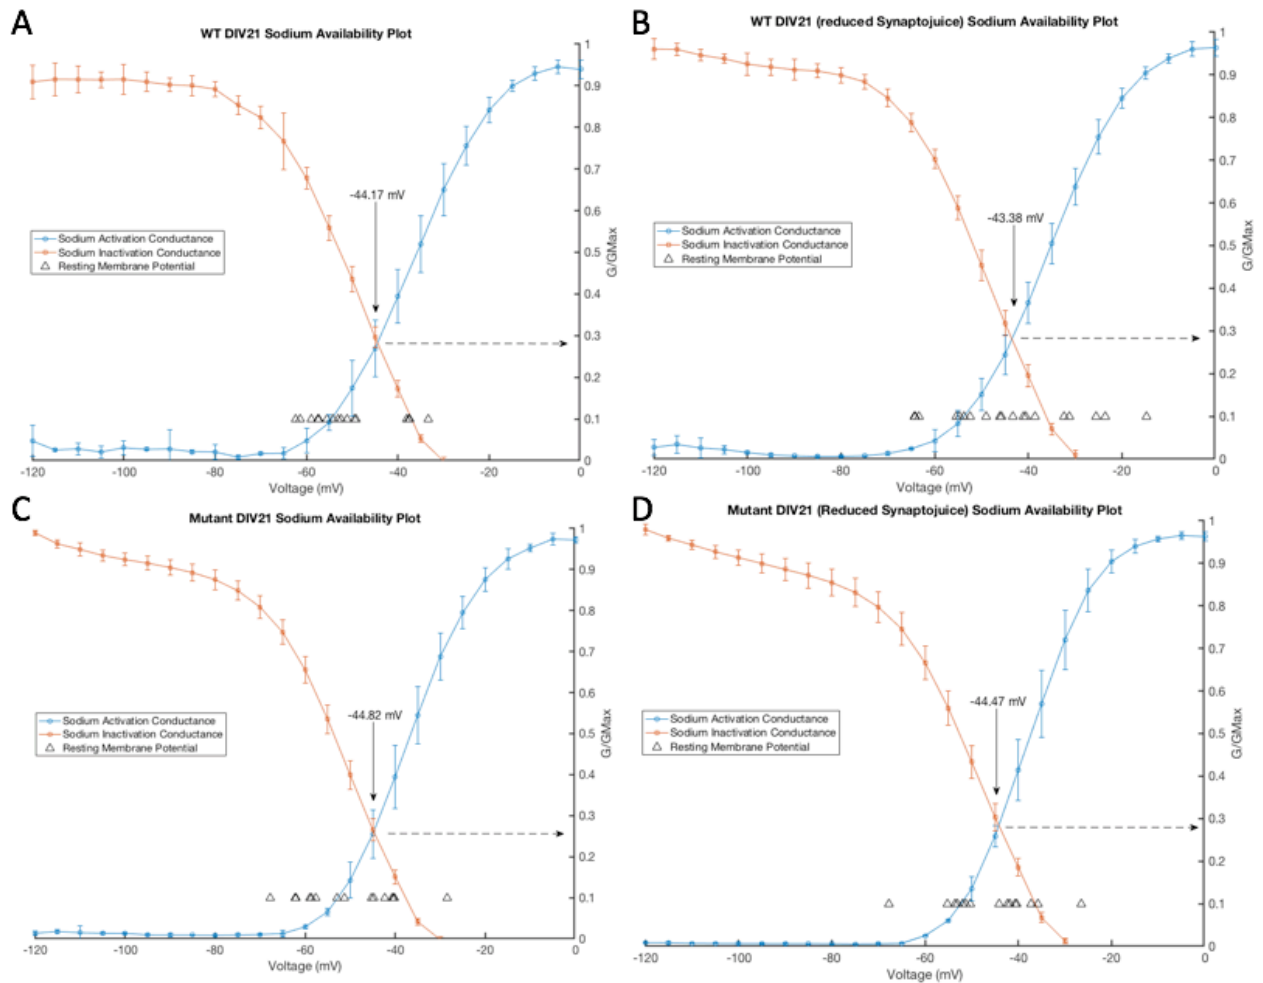 A
WT DIV21 Sodium Availability Plot
1
0.9
0.8
0.7
0.6
0.5
0.4
0.3
0.2
0.1
0
G/GMax
-44.17 mV
Sodium Activation Conductance
Sodium Inactivation Conductance
Resting Membrane Potential
-120 -100 -80 -60 -40 -20 0
Voltage (mV)
B
WT DIV21 (reduced Synaptojuice) Sodium Availability Plot
1
0.9
0.8
0.7
0.6
0.5
0.4
0.3
0.2
0.1
0
G/GMax
-43.38 mV
Sodium Activation Conductance
Sodium Inactivation Conductance
Resting Membrane Potential
-120 -100 -80 -60 -40 -20 0
Voltage (mV)
C
Mutant DIV21 Sodium Availability Plot
1
0.9
0.8
0.7
0.6
0.5
0.4
0.3
0.2
0.1
0
G/GMax
-44.82 mV
Sodium Activation Conductance
Sodium Inactivation Conductance
Resting Membrane Potential
-120 -100 -80 -60 -40 -20 0
Voltage (mV)
D
Mutant DIV21 (Reduced Synaptojuice) Sodium Availability Plot
1
0.9
0.8
0.7
0.6
0.5
0.4
0.3
0.2
0.1
0
G/GMax
-44.47 mV
Sodium Activation Conductance
Sodium Inactivation Conductance
Resting Membrane Potential
-120 -100 -80 -60 -40 -20 0
Voltage (mV)